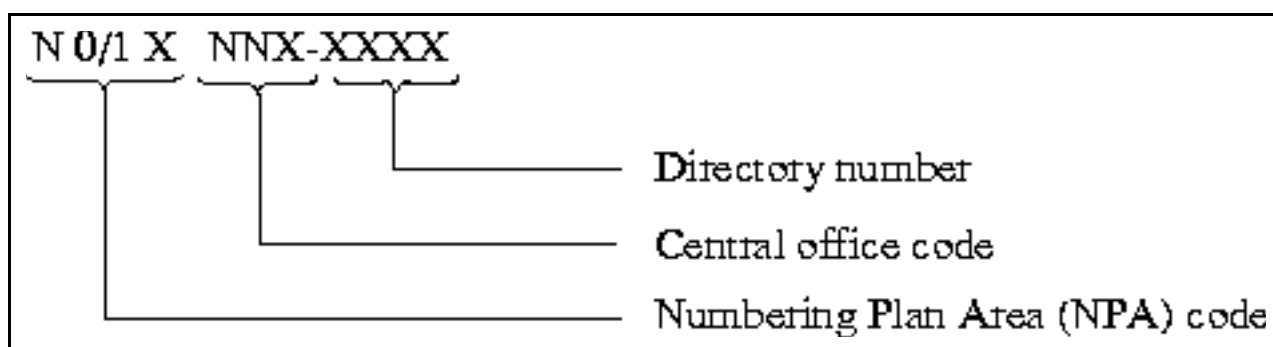 N 0/1 X NNX-XXXX
Directory number
Central office code
Numbering Plan Area (NPA) code